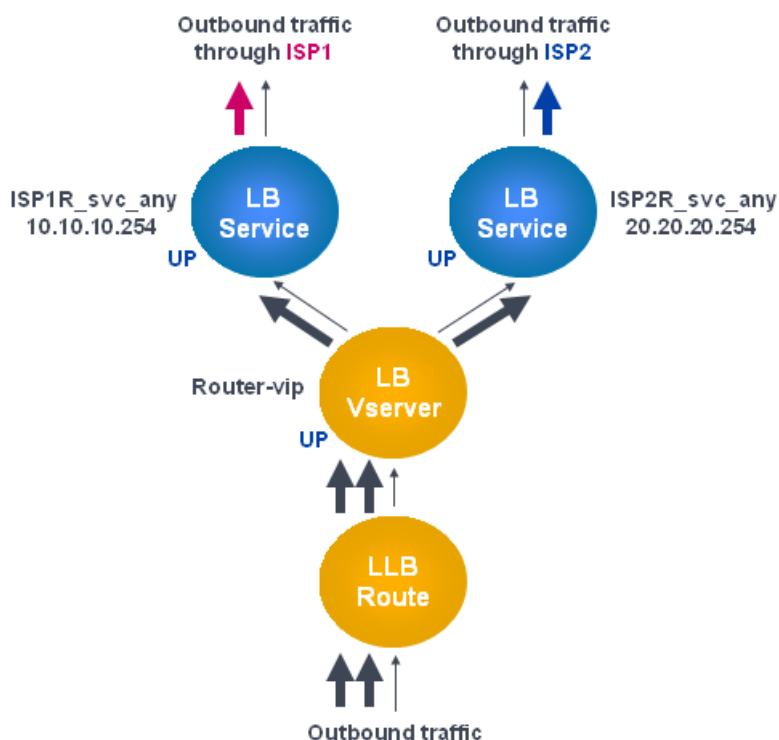 Outbound traffic
through ISP1
Outbound traffic
through ISP2
ISP1R_svc_any
10.10.10.254
LB
Service
UP
LB
Service
UP
ISP2R_svc_any
20.20.20.254
Router-vip
LB
Vserver
UP
LLB
Route
Outbound traffic